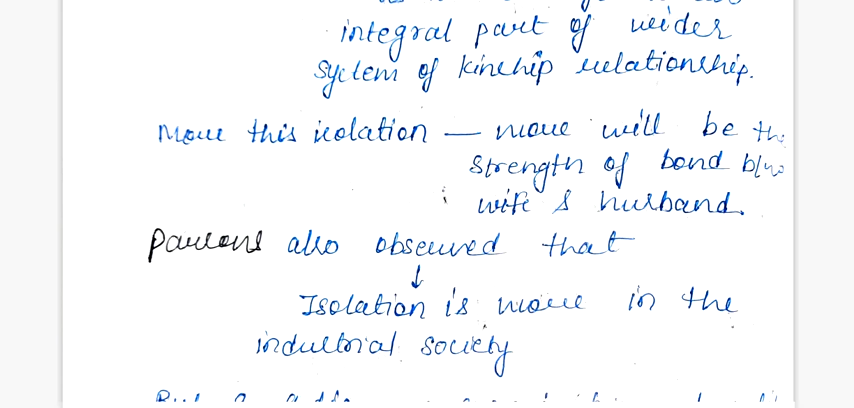 integral part of wider
system of kinship relationship.
More this isolation — more will be the
strength of bond b/w
wife & husband.
Parsons also observed that
↓
Isolation is more in the
industrial society